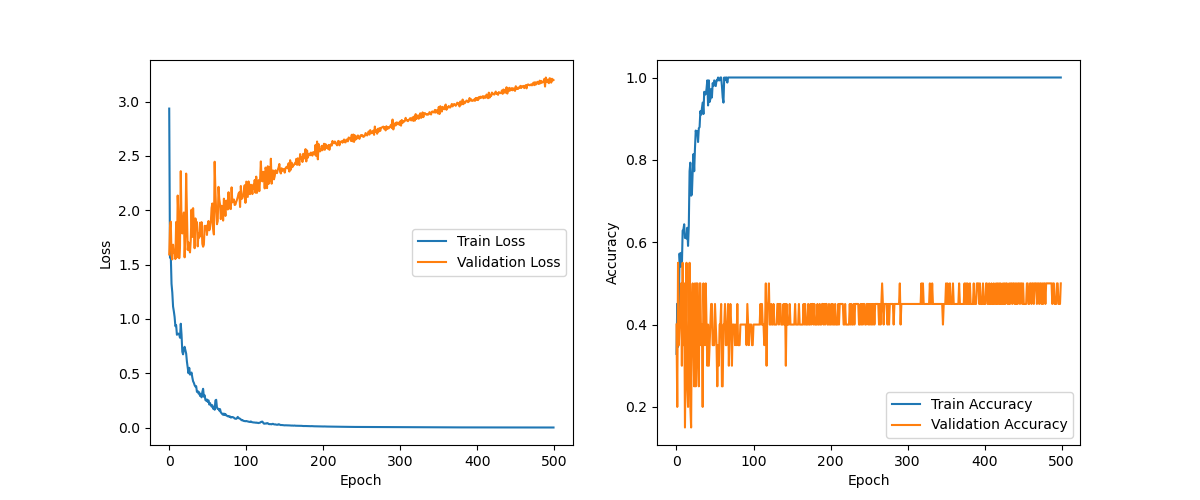 3.0
2.5
2.0
1.5
1.0
0.5
0.0
Loss
0 100 200 300 400 500
Epoch
Train Loss
Validation Loss
1.0
0.8
0.6
0.4
0.2
Accuracy
0 100 200 300 400 500
Epoch
Train Accuracy
Validation Accuracy